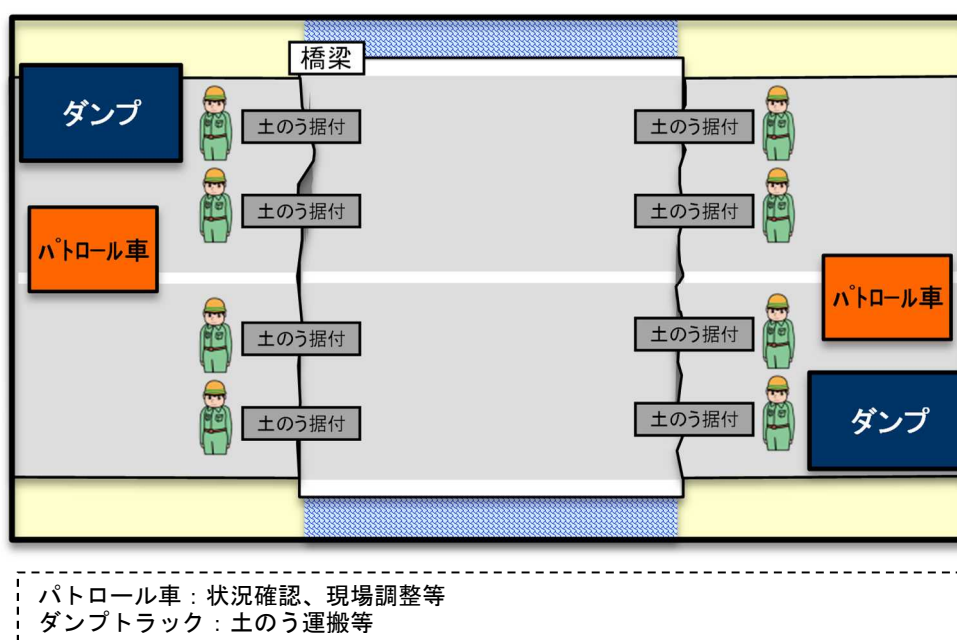 橋梁
ダンプ
土のう据付
土のう据付
土のう据付
土のう据付
パトロール車
パトロール車
土のう据付
土のう据付
土のう据付
土のう据付
ダンプ
パトロール車：状況確認、現場調整等
ダンプトラック：土のう運搬等